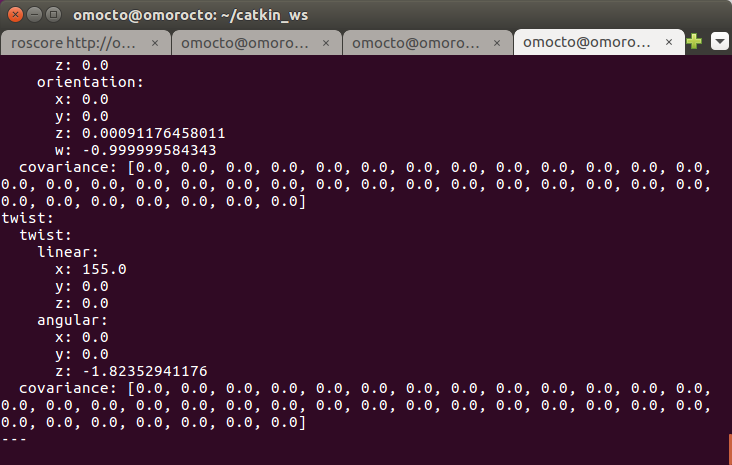 omocto@omorocto: ~/catkin_ws
roscore http://o... × omocto@omoro... × omocto@omoro... × omocto@omoro... ×
      z: 0.0
    orientation:
      x: 0.0
      y: 0.0
      z: 0.00091176458011
      w: -0.999999584343
  covariance: [0.0, 0.0, 0.0, 0.0, 0.0, 0.0, 0.0, 0.0, 0.0, 0.0, 0.0, 0.0, 0.0,
0.0, 0.0, 0.0, 0.0, 0.0, 0.0, 0.0, 0.0, 0.0, 0.0, 0.0, 0.0, 0.0, 0.0, 0.0, 0.0,
0.0, 0.0, 0.0, 0.0, 0.0, 0.0, 0.0]
twist:
  twist:
    linear:
      x: 155.0
      y: 0.0
      z: 0.0
    angular:
      x: 0.0
      y: 0.0
      z: -1.82352941176
  covariance: [0.0, 0.0, 0.0, 0.0, 0.0, 0.0, 0.0, 0.0, 0.0, 0.0, 0.0, 0.0, 0.0,
0.0, 0.0, 0.0, 0.0, 0.0, 0.0, 0.0, 0.0, 0.0, 0.0, 0.0, 0.0, 0.0, 0.0, 0.0, 0.0,
0.0, 0.0, 0.0, 0.0, 0.0, 0.0, 0.0]
---